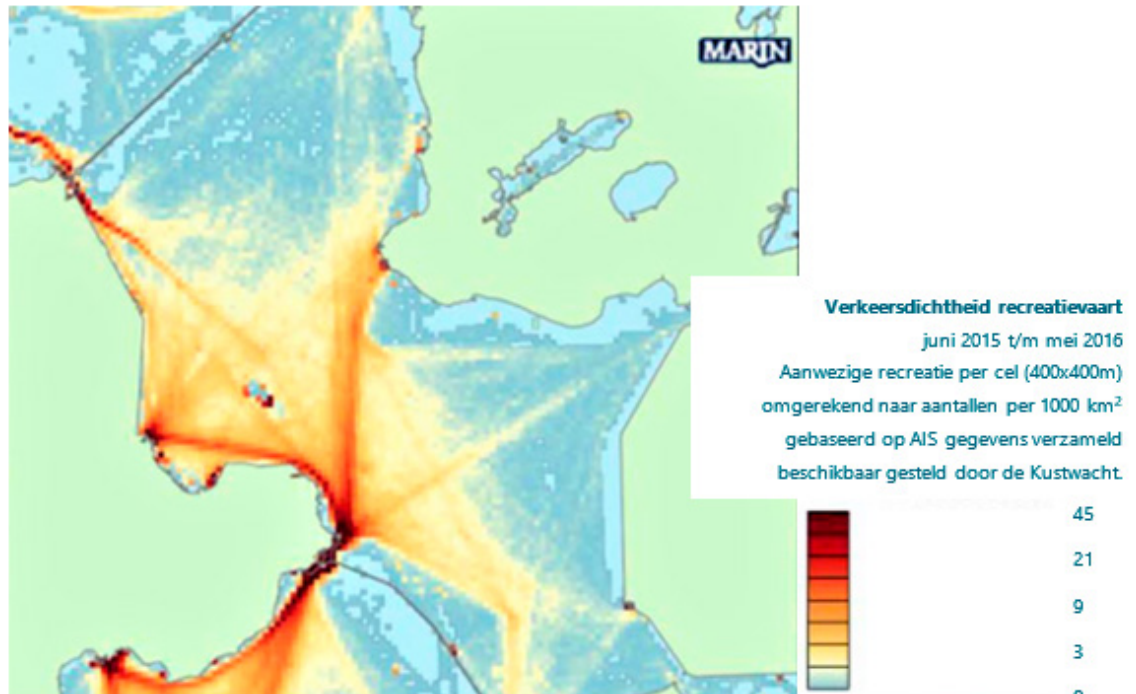 MARIN
Verkeersdichtheid recreatievaart
juni 2015 t/m mei 2016
Aanwezige recreatie per cel (400x400m)
omgerekend naar aantallen per 1000 km²
gebaseerd op AIS gegevens verzameld
beschikbaar gesteld door de Kustwacht.
45
21
9
3